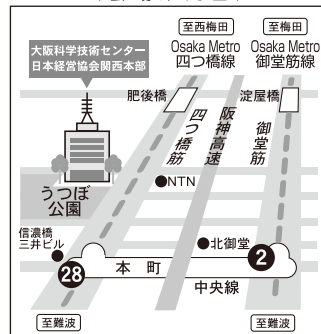 至西梅田
至梅田
Osaka Metro
四つ橋線
Osaka Metro
御堂筋線
大阪科学技術センター
日本経営協会関西本部
肥後橋
淀屋橋
四つ橋筋
阪神高速
御堂筋
うつぼ
公園
●NTN
信濃橋
三井ビル
●北御堂
28
本町
2
中央線
至難波
至難波